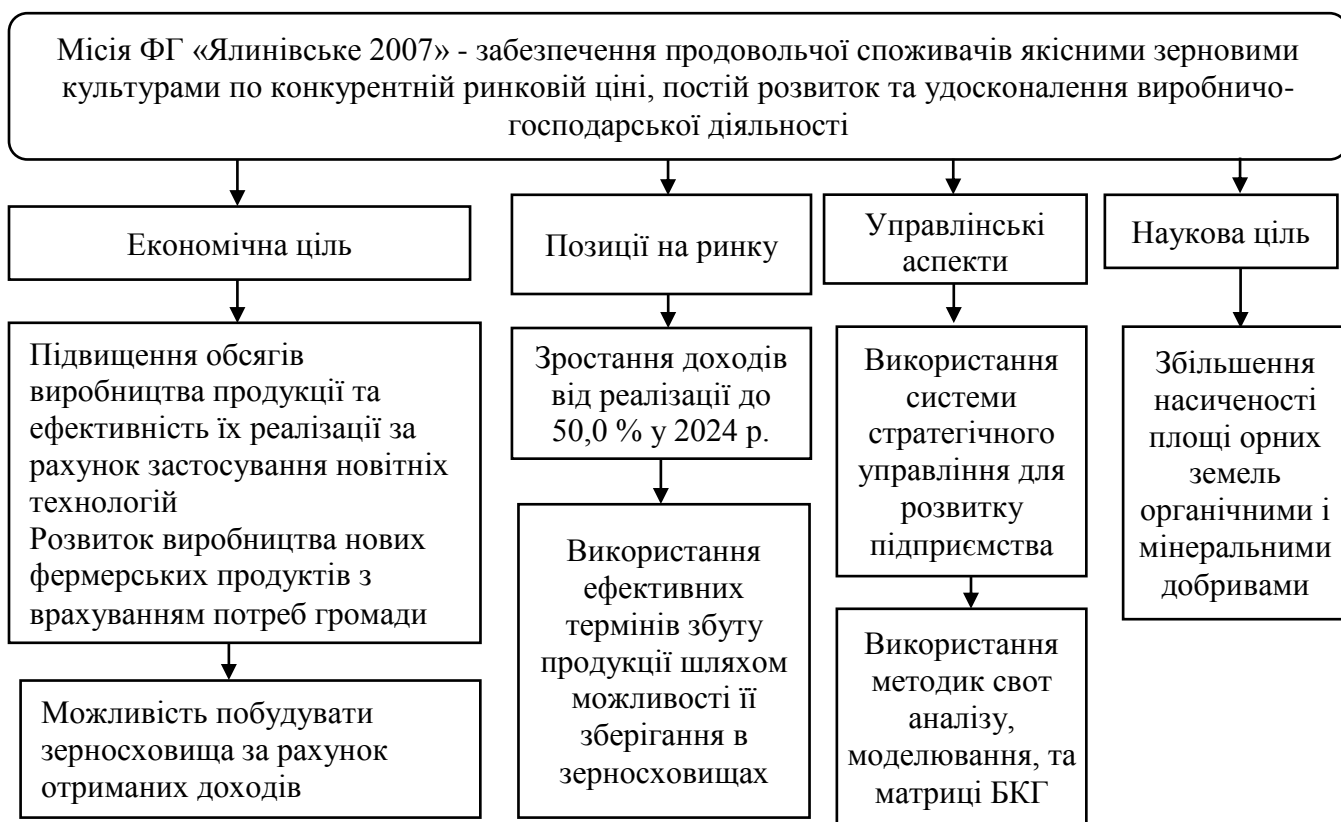 Місія ФГ «Ялинівське 2007» - забезпечення продовольчої споживачів якісними зерновими
культурами по конкурентній ринковій ціні, постій розвиток та удосконалення виробничо-
господарської діяльності
Економічна ціль
Підвищення обсягів
виробництва продукції та
ефективність їх реалізації за
рахунок застосування новітніх
технологій
Розвиток виробництва нових
фермерських продуктів з
врахуванням потреб громади
Можливість побудувати
зерносховища за рахунок
отриманих доходів
Позиції на ринку
Зростання доходів
від реалізації до
50,0 % у 2024 р.
Використання
ефективних
термінів збуту
продукції шляхом
можливості її
зберігання в
зерносховищах
Управлінські
аспекти
Використання
системи
стратегічного
управління для
розвитку
підприємства
Використання
методик свот
аналізу,
моделювання, та
матриці БКГ
Наукова ціль
Збільшення
насиченості
площі орних
земель
органічними і
мінеральними
добривами